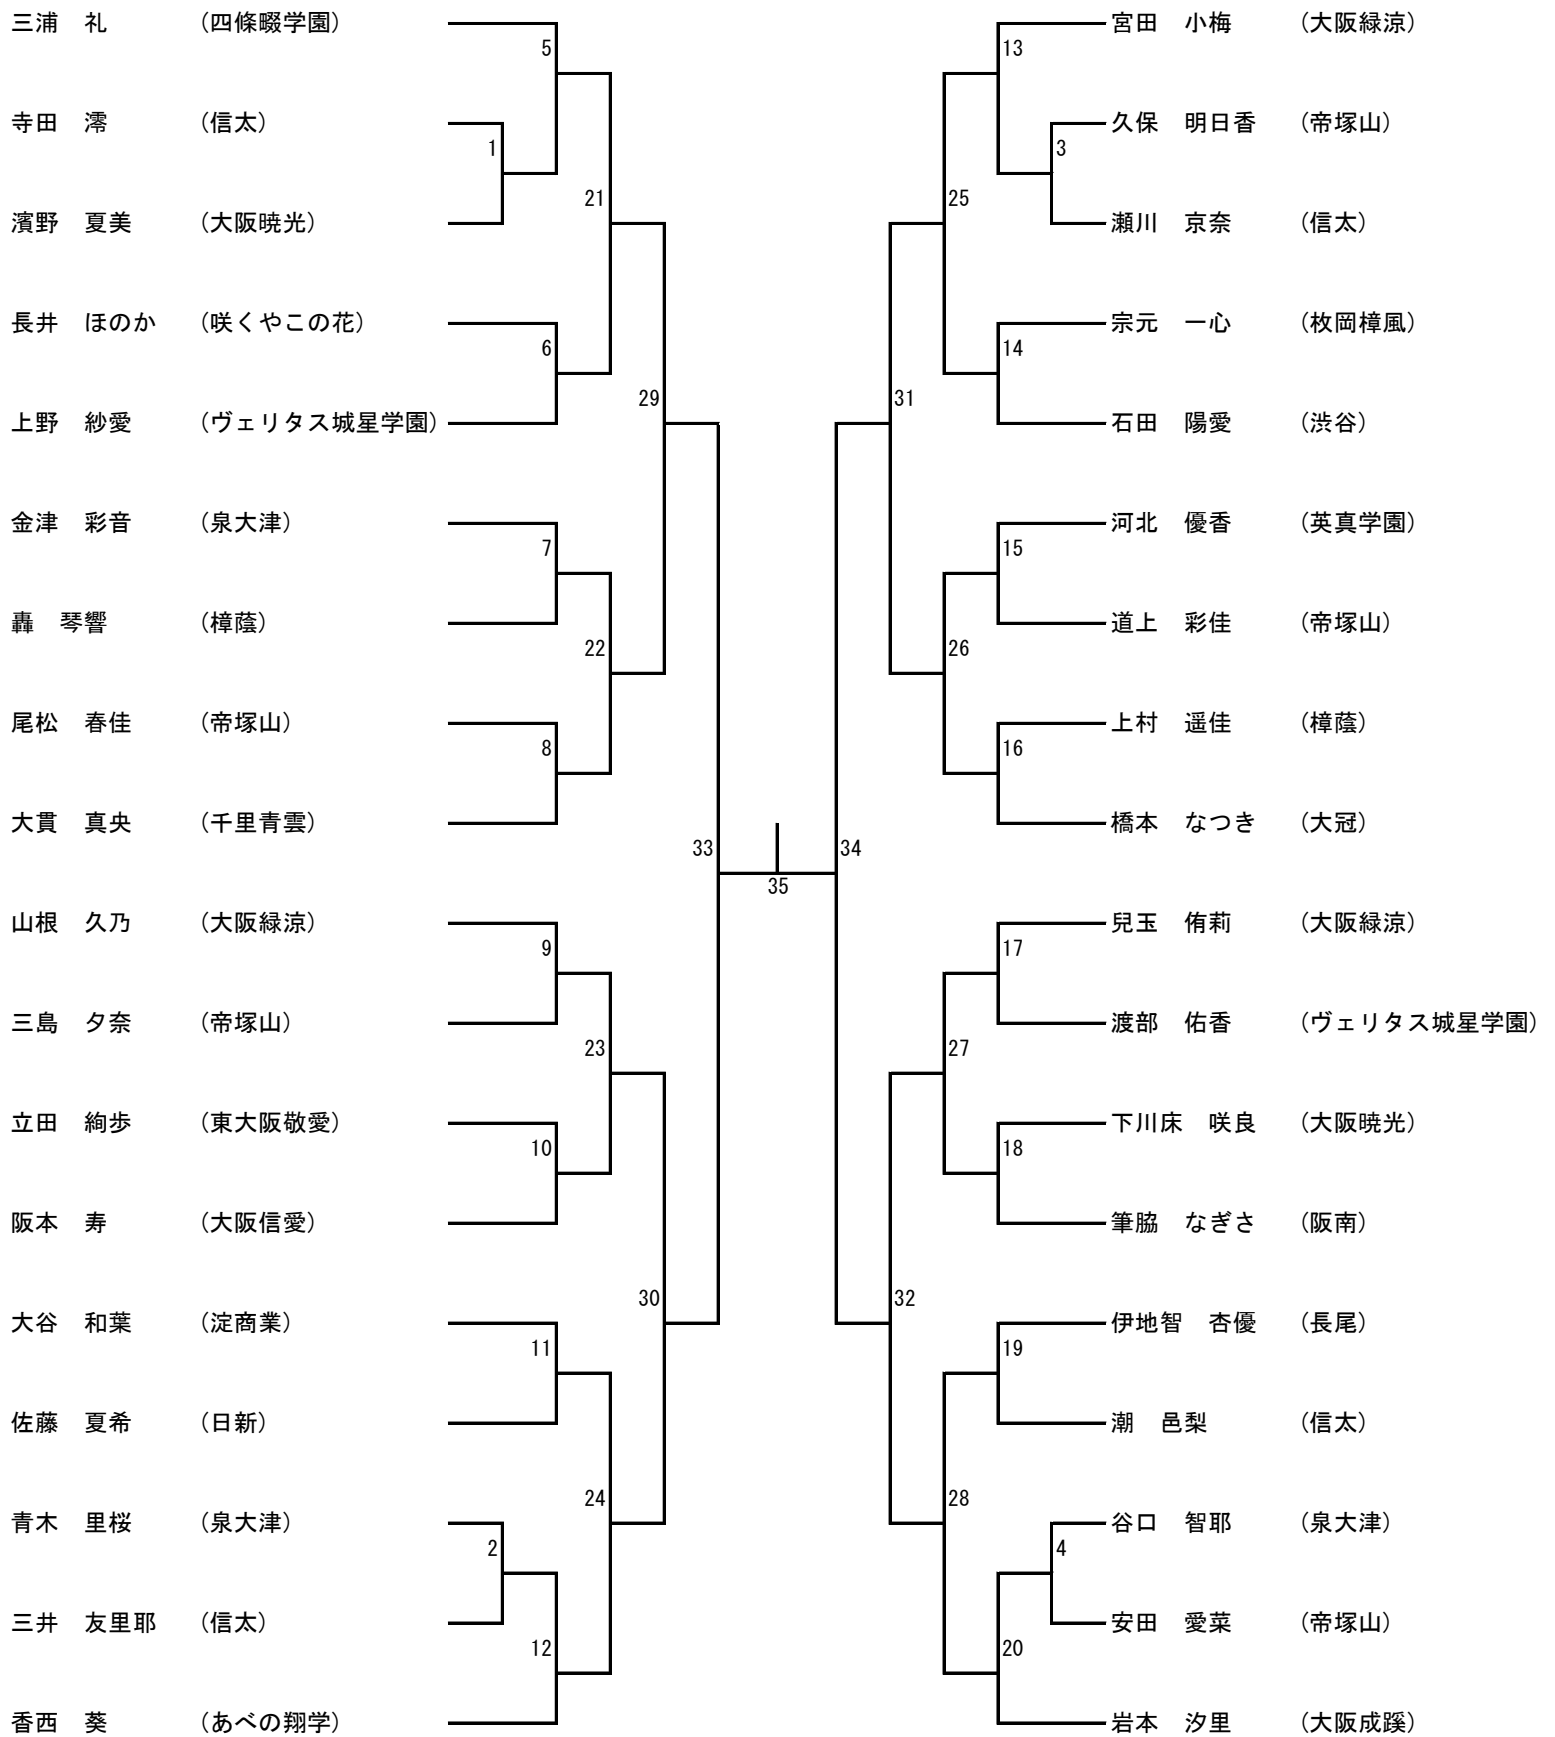 三浦　礼　（四條畷学園）
5
寺田　澪　（信太）
1
21
濱野　夏美　（大阪暁光）
長井　ほのか　（咲くやこの花）
6
29
上野　紗愛　（ヴェリタス城星学園）
金津　彩音　（泉大津）
7
轟　琴響　（樟蔭）
22
尾松　春佳　（帝塚山）
8
大貫　真央　（千里青雲）
33
山根　久乃　（大阪緑涼）
9
三島　夕奈　（帝塚山）
23
立田　絢歩　（東大阪敬愛）
10
阪本　寿　（大阪信愛）
30
大谷　和葉　（淀商業）
11
佐藤　夏希　（日新）
24
青木　里桜　（泉大津）
2
三井　友里耶　（信太）
12
香西　葵　（あべの翔学）
35
宮田　小梅　（大阪緑涼）
13
久保　明日香　（帝塚山）
3
25
瀬川　京奈　（信太）
宗元　一心　（枚岡樟風）
14
31
石田　陽愛　（渋谷）
河北　優香　（英真学園）
15
道上　彩佳　（帝塚山）
26
上村　遥佳　（樟蔭）
16
橋本　なつき　（大冠）
34
兒玉　侑莉　（大阪緑涼）
17
渡部　佑香　（ヴェリタス城星学園）
27
下川床　咲良　（大阪暁光）
18
筆脇　なぎさ　（阪南）
32
伊地智　杏優　（長尾）
19
潮　邑梨　（信太）
28
谷口　智耶　（泉大津）
4
安田　愛菜　（帝塚山）
20
岩本　汐里　（大阪成蹊）